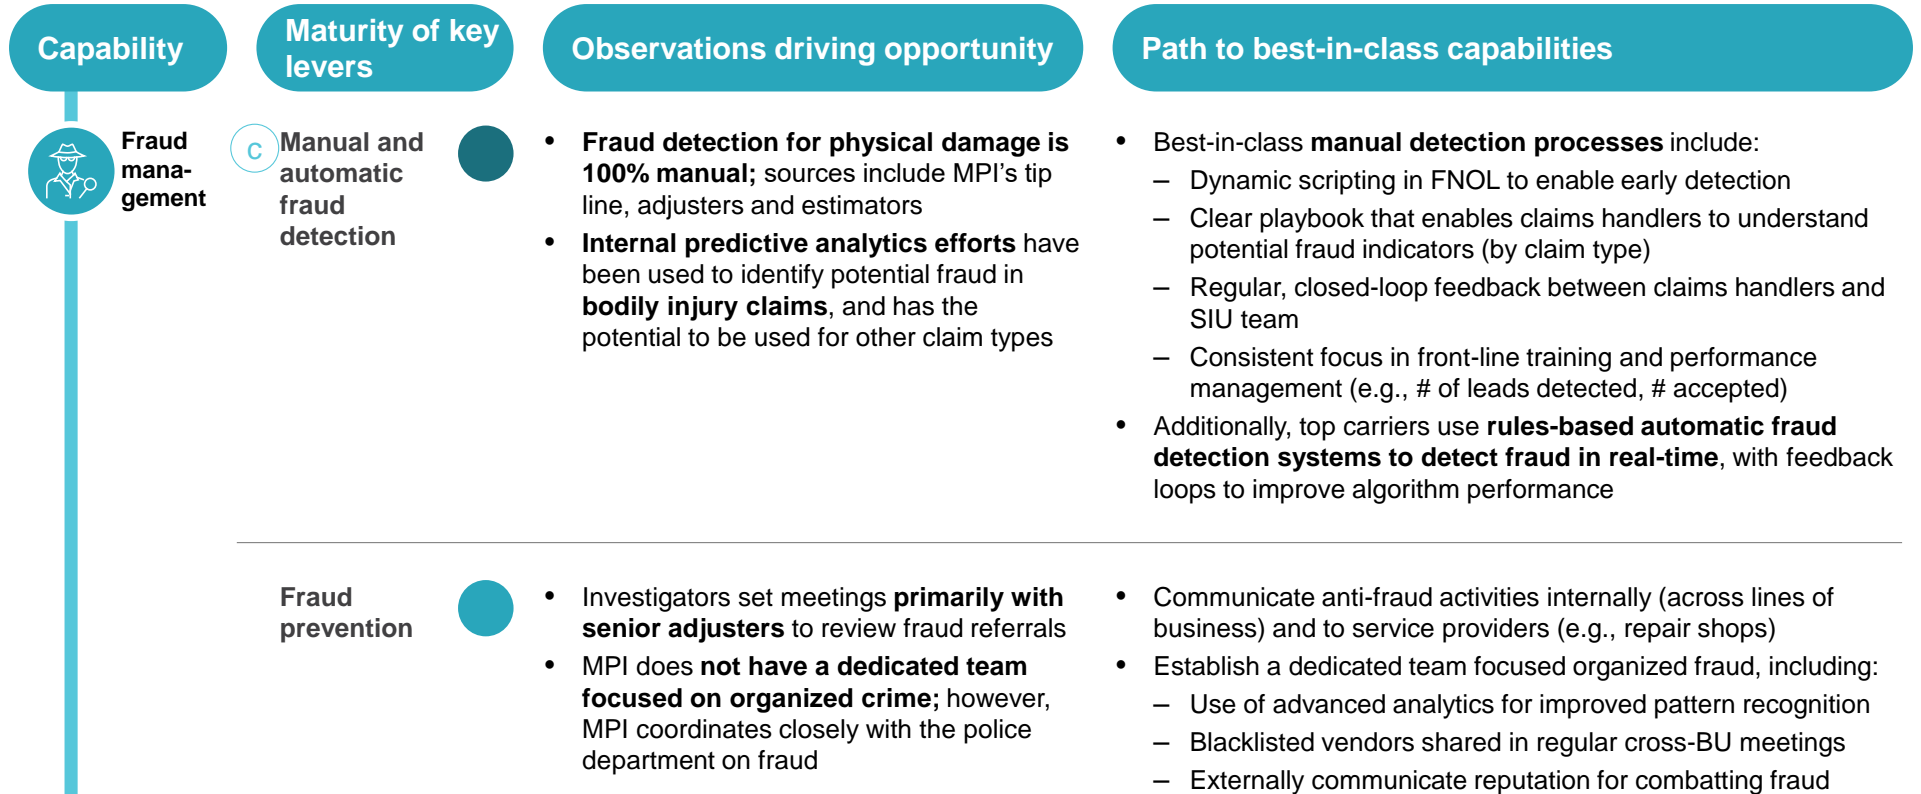 Capability
Maturity of key
levers
Observations driving opportunity
Path to best-in-class capabilities
Fraud
mana-
gement
c
Manual and
automatic
fraud
detection
• Fraud detection for physical damage is
100% manual; sources include MPI's tip
line, adjusters and estimators
• Internal predictive analytics efforts have
been used to identify potential fraud in
bodily injury claims, and has the
potential to be used for other claim types
• Best-in-class manual detection processes include:
– Dynamic scripting in FNOL to enable early detection
– Clear playbook that enables claims handlers to understand
potential fraud indicators (by claim type)
– Regular, closed-loop feedback between claims handlers and
SIU team
– Consistent focus in front-line training and performance
management (e.g., # of leads detected, # accepted)
• Additionally, top carriers use rules-based automatic fraud
detection systems to detect fraud in real-time, with feedback
loops to improve algorithm performance
Fraud
prevention
• Investigators set meetings primarily with
senior adjusters to review fraud referrals
• MPI does not have a dedicated team
focused on organized crime; however,
MPI coordinates closely with the police
department on fraud
• Communicate anti-fraud activities internally (across lines of
business) and to service providers (e.g., repair shops)
• Establish a dedicated team focused organized fraud, including:
– Use of advanced analytics for improved pattern recognition
– Blacklisted vendors shared in regular cross-BU meetings
– Externally communicate reputation for combatting fraud